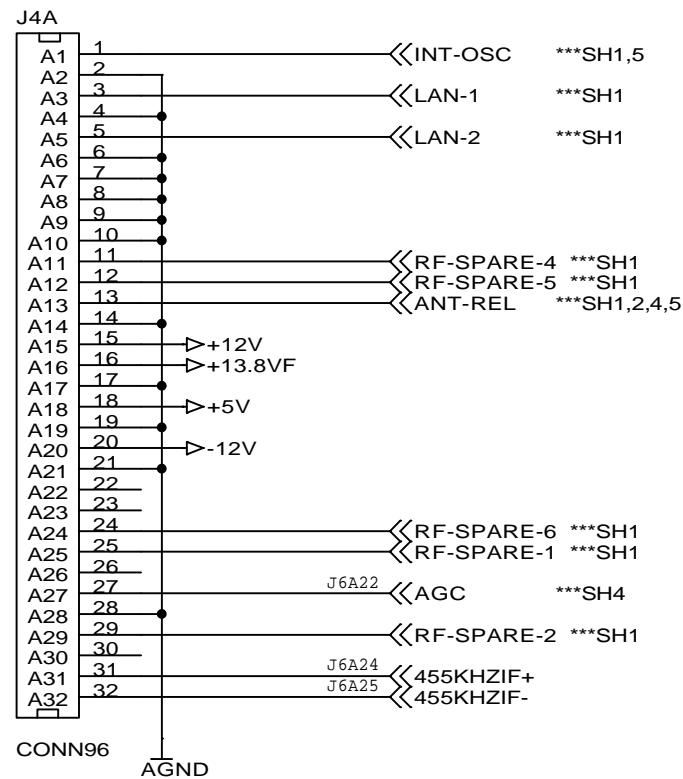 J4A
A1 1 INT-OSC ***SH1,5
A2 2
A3 3 LAN-1 ***SH1
A4 4
A5 5 LAN-2 ***SH1
A6 6
A7 7
A8 8
A9 9
A10 10
A11 11 RF-SPARE-4 ***SH1
A12 12 RF-SPARE-5 ***SH1
A13 13 ANT-REL ***SH1,2,4,5
A14 14
A15 15 +12V
A16 16 +13.8VF
A17 17
A18 18 +5V
A19 19
A20 20 -12V
A21 21
A22 22
A23 23
A24 24 RF-SPARE-6 ***SH1
A25 25 RF-SPARE-1 ***SH1
A26 26
A27 27 J6A22 AGC ***SH4
A28 28
A29 29 RF-SPARE-2 ***SH1
A30 30
A31 31 J6A24 455KHZIF+
A32 32 J6A25 455KHZIF-
CONN96
AGND